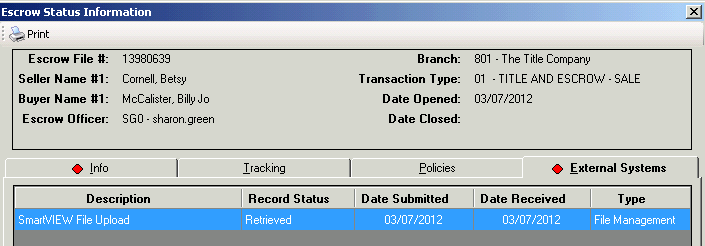 Escrow Status Information
Print
Escrow File #: 13980639 Branch: 801 - The Title Company
Seller Name #1: Cornell, Betsy Transaction Type: 01 - TITLE AND ESCROW - SALE
Buyer Name #1: McCalister, Billy Jo Date Opened: 03/07/2012
Escrow Officer: SG0 - sharon.green Date Closed:
Info Tracking Policies External Systems
Description Record Status Date Submitted Date Received Type
SmartVIEW File Upload Retrieved 03/07/2012 03/07/2012 File Management